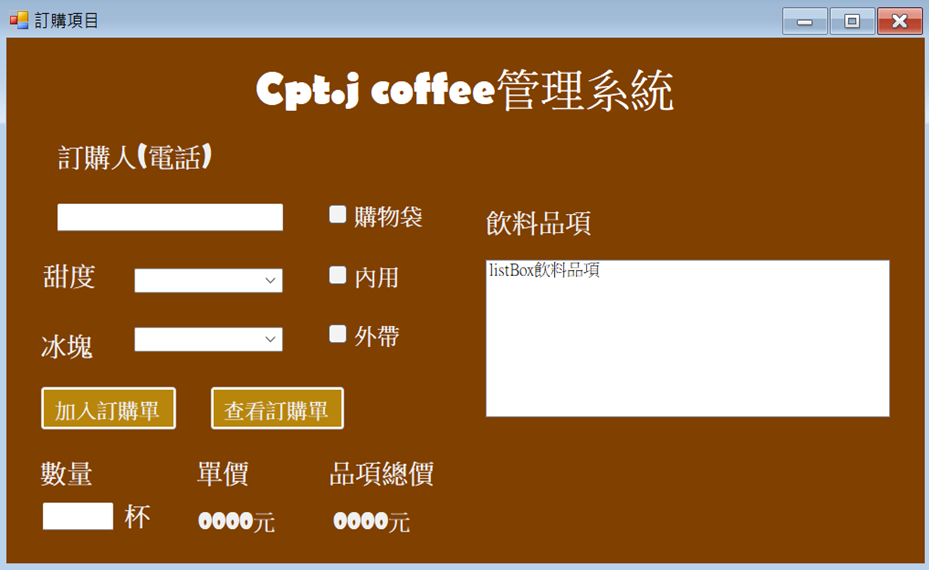 訂購項目
Cpt.j coffee管理系統
訂購人(電話)
購物袋
飲料品項
甜度
內用
listBox飲料品項
冰塊
外帶
加入訂購單
查看訂購單
數量
單價
品項總價
杯
0000元
0000元